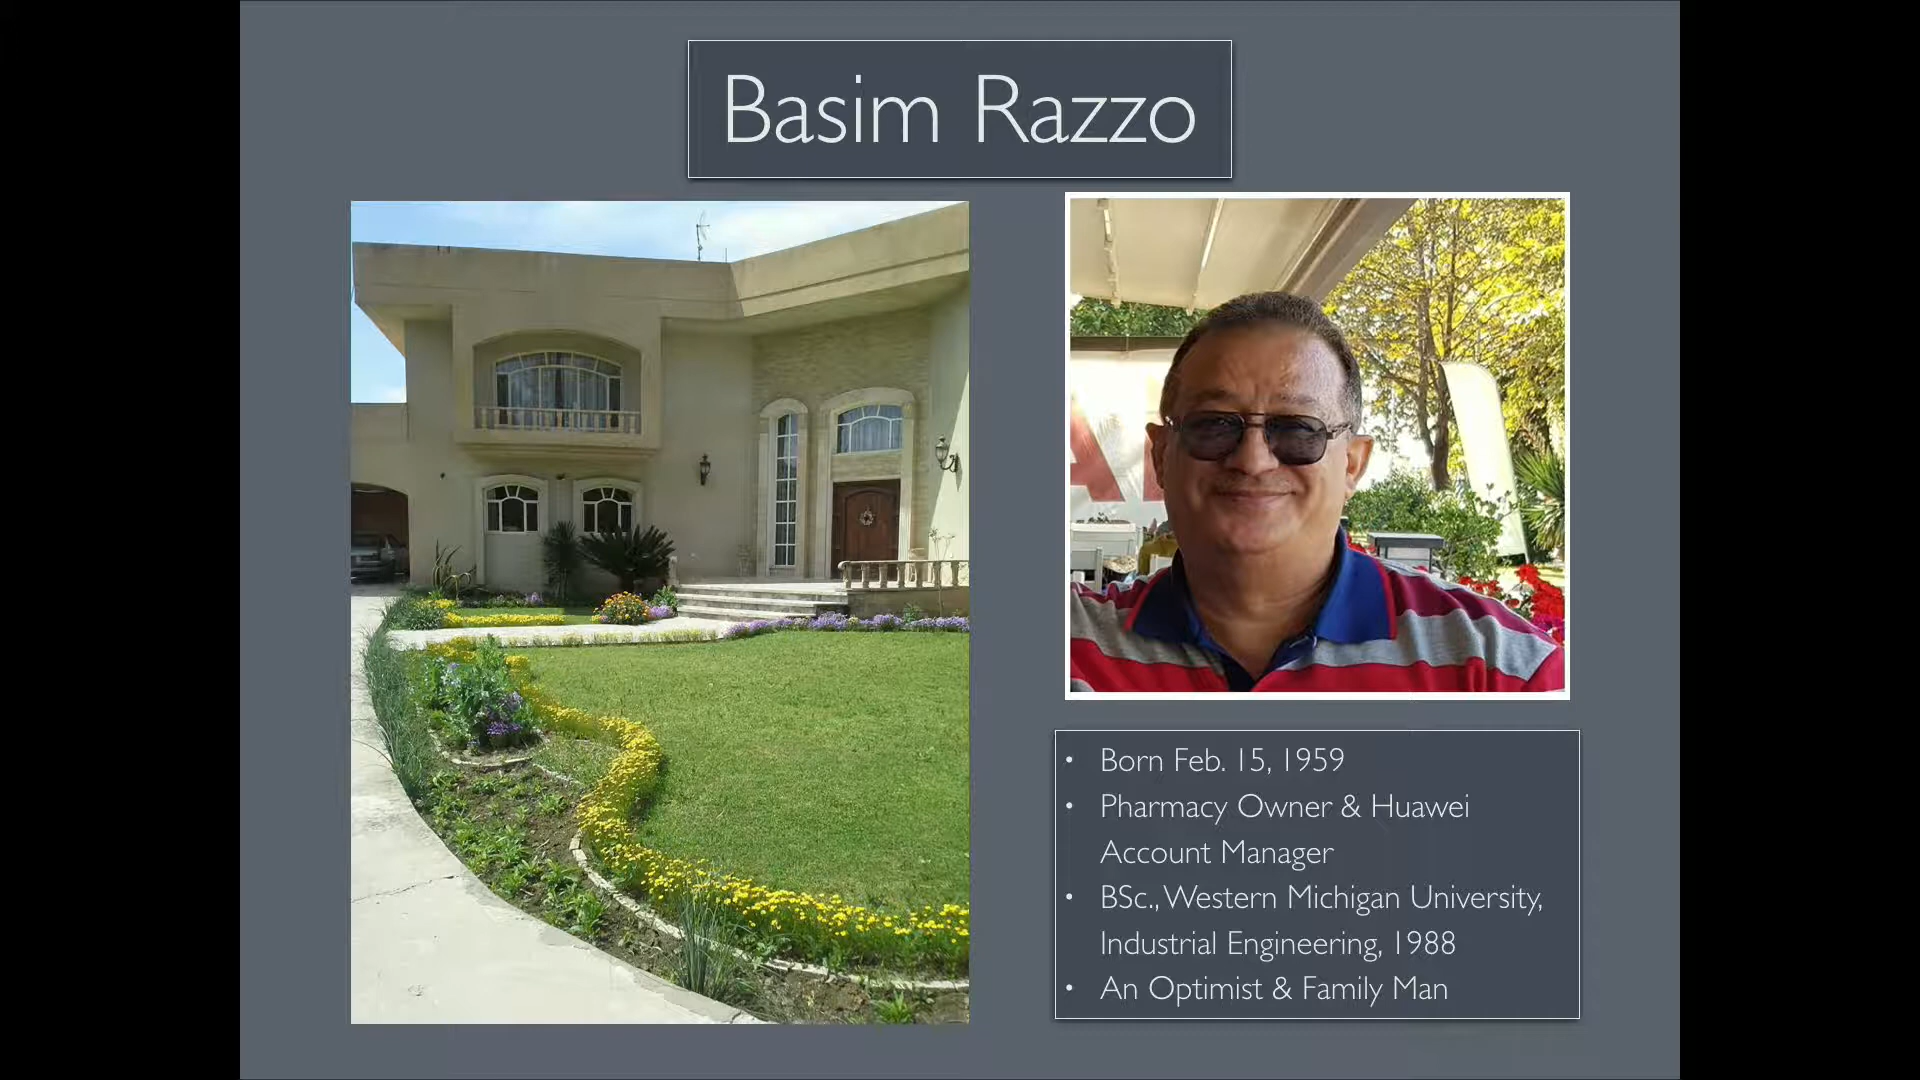 Basim Razzo
• Born Feb. 15, 1959
• Pharmacy Owner & Huawei
Account Manager
• BSc., Western Michigan University,
Industrial Engineering, 1988
• An Optimist & Family Man